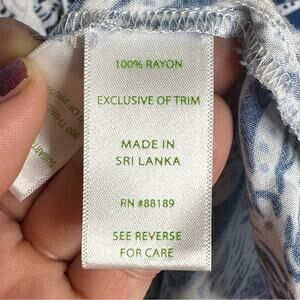 100% RAYON
EXCLUSIVE OF TRIM
MADE IN
SRI LANKA
RN #88189
SEE REVERSE
FOR CARE